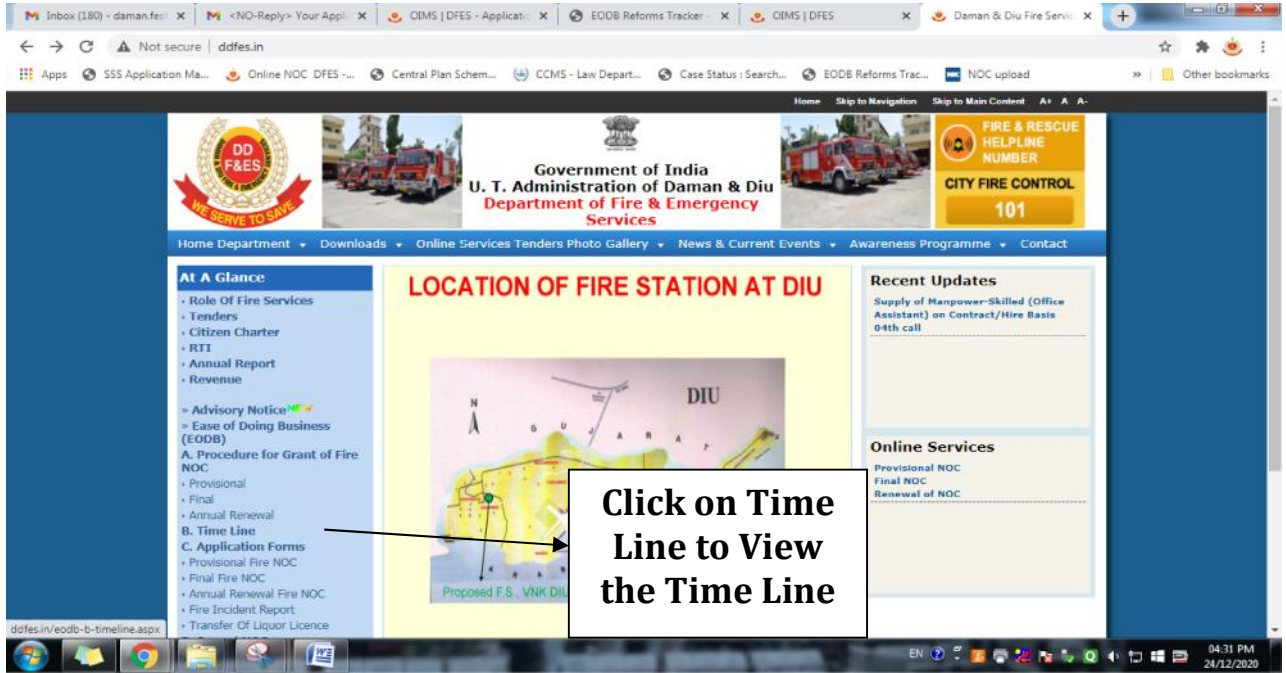 Inbox (180) - daman.fes
<NO-Reply> Your Appli
OIMS | DFES - Applicatio
EODB Reforms Tracker -
OIMS | DFES
Daman & Diu Fire Servic
Not secure | ddfes.in
Apps
SSS Application Ma...
Online NOC DFES -...
Central Plan Schem...
CCMS - Law Depart...
Case Status : Search...
EODB Reforms Trac...
NOC upload
»
Other bookmarks
Home Skip to Navigation Skip to Main Content A+ A A-
DD
F&ES
WE SERVE TO SAVE
Government of India
U. T. Administration of Daman & Diu
Department of Fire & Emergency
Services
FIRE & RESCUE
HELPLINE
NUMBER
CITY FIRE CONTROL
101
Home Department Downloads Online Services Tenders Photo Gallery News & Current Events Awareness Programme Contact
At A Glance
Role Of Fire Services
Tenders
Citizen Charter
RTI
Annual Report
Revenue
» Advisory Notice NEW
» Ease of Doing Business
(EODB)
A. Procedure for Grant of Fire
NOC
Provisional
Final
Annual Renewal
B. Time Line
C. Application Forms
Provisional Fire NOC
Final Fire NOC
Annual Renewal Fire NOC
Fire Incident Report
Transfer Of Liquor Licence
LOCATION OF FIRE STATION AT DIU
DIU
N
G U J A R A T
Proposed F.S., VNK DIU
Click on Time
Line to View
the Time Line
Recent Updates
Supply of Manpower-Skilled (Office
Assistant) on Contract/Hire Basis
04th call
Online Services
Provisional NOC
Final NOC
Renewal of NOC
ddfes.in/eodb-b-timeline.aspx
EN
04:31 PM
24/12/2020